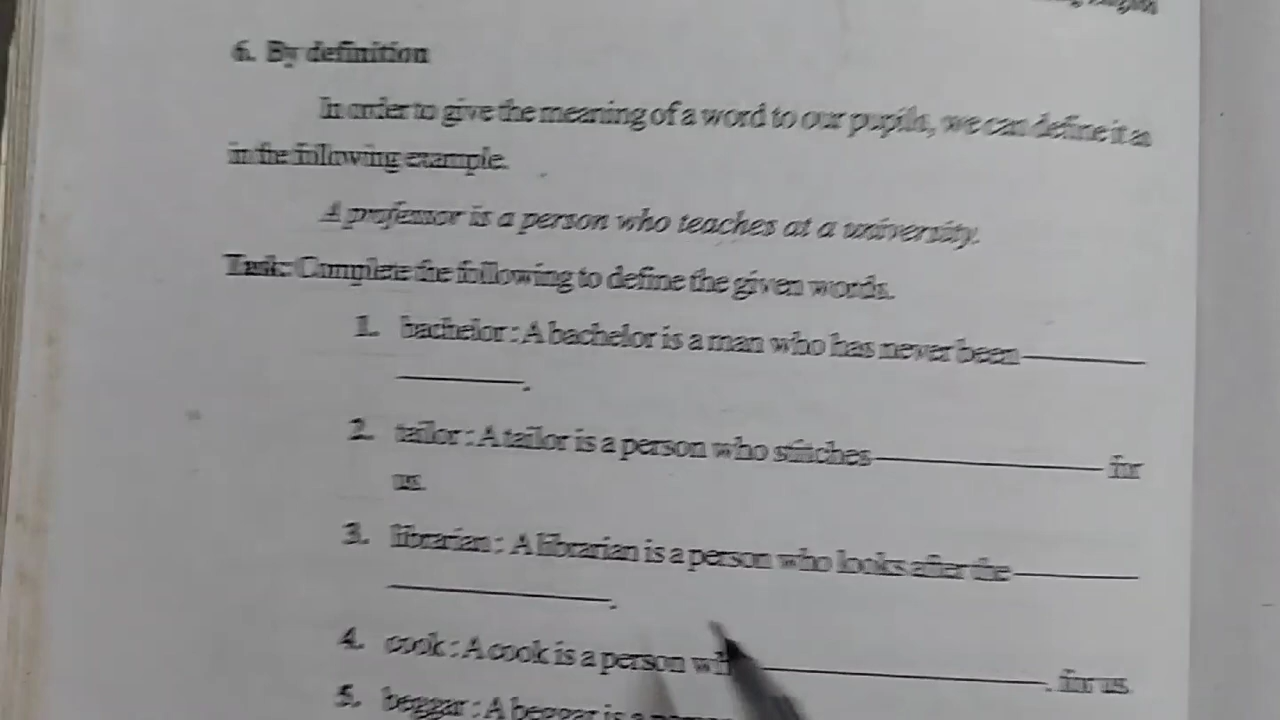 6. By definition
In order to give the meaning of a word to our pupils, we can define it as
in the following example.
A professor is a person who teaches at a university.
Task: Complete the following to define the given words.
1. bachelor : A bachelor is a man who has never been
.
2. tailor : A tailor is a person who stitches for
us.
3. librarian : A librarian is a person who looks after the
.
4. cook : A cook is a person . for us.
5. beggar : A beggar is a